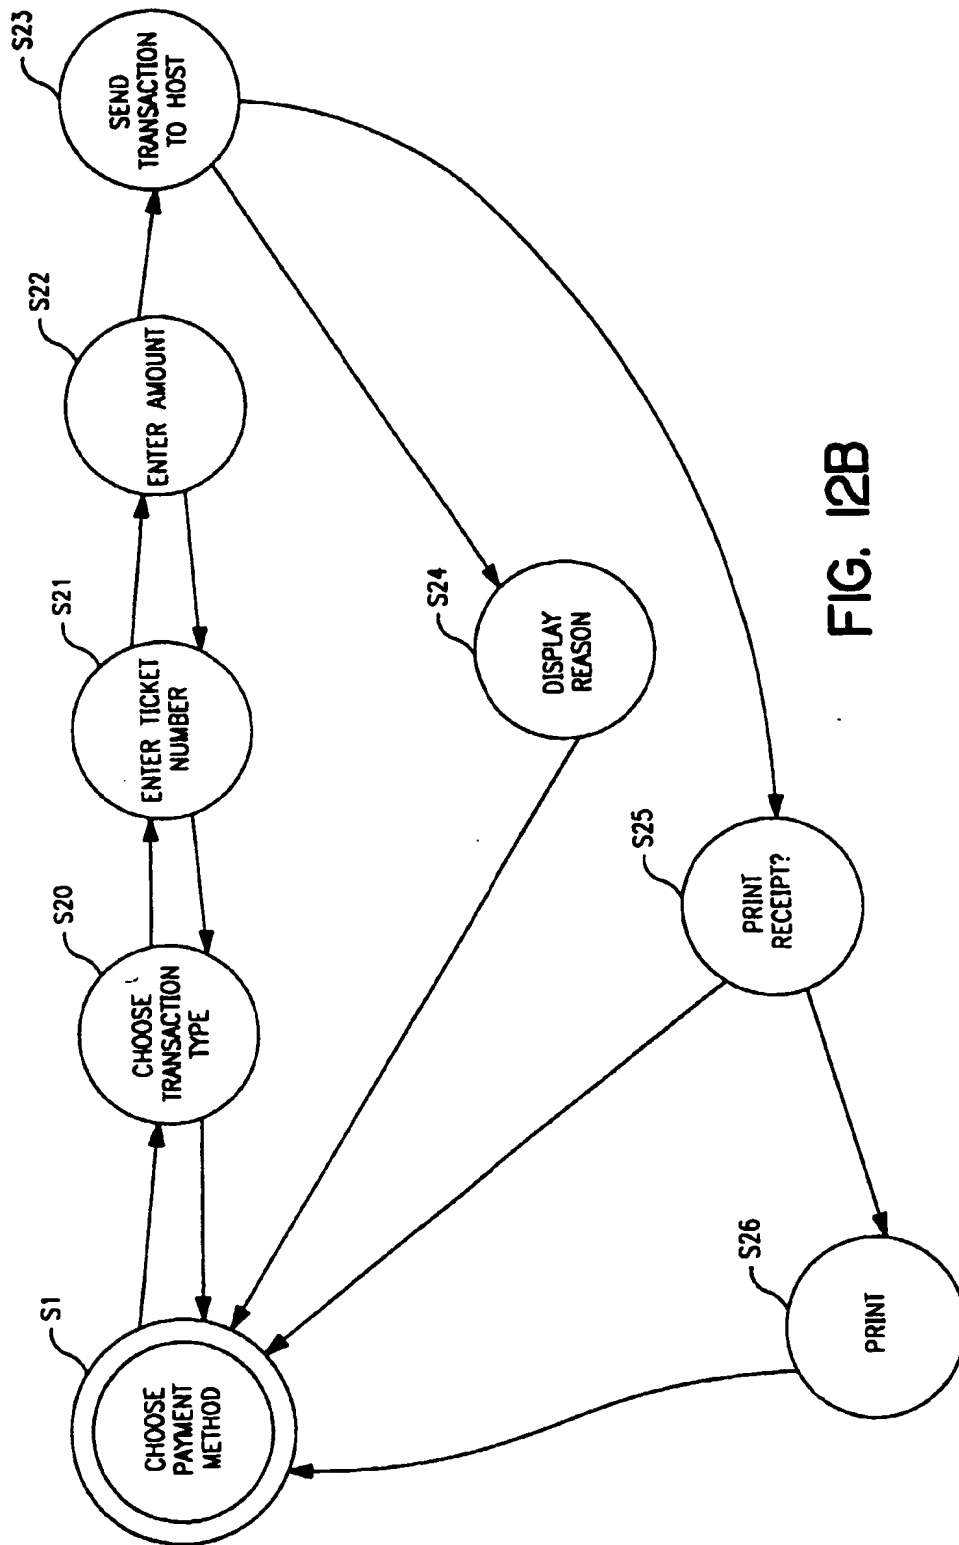 S1
CHOOSE
PAYMENT
METHOD
S20
CHOOSE
TRANSACTION
TYPE
S21
ENTER TICKET
NUMBER
S22
ENTER AMOUNT
S23
SEND
TRANSACTION
TO HOST
S24
DISPLAY
REASON
S25
PRINT
RECEIPT?
S26
PRINT
FIG. 12B